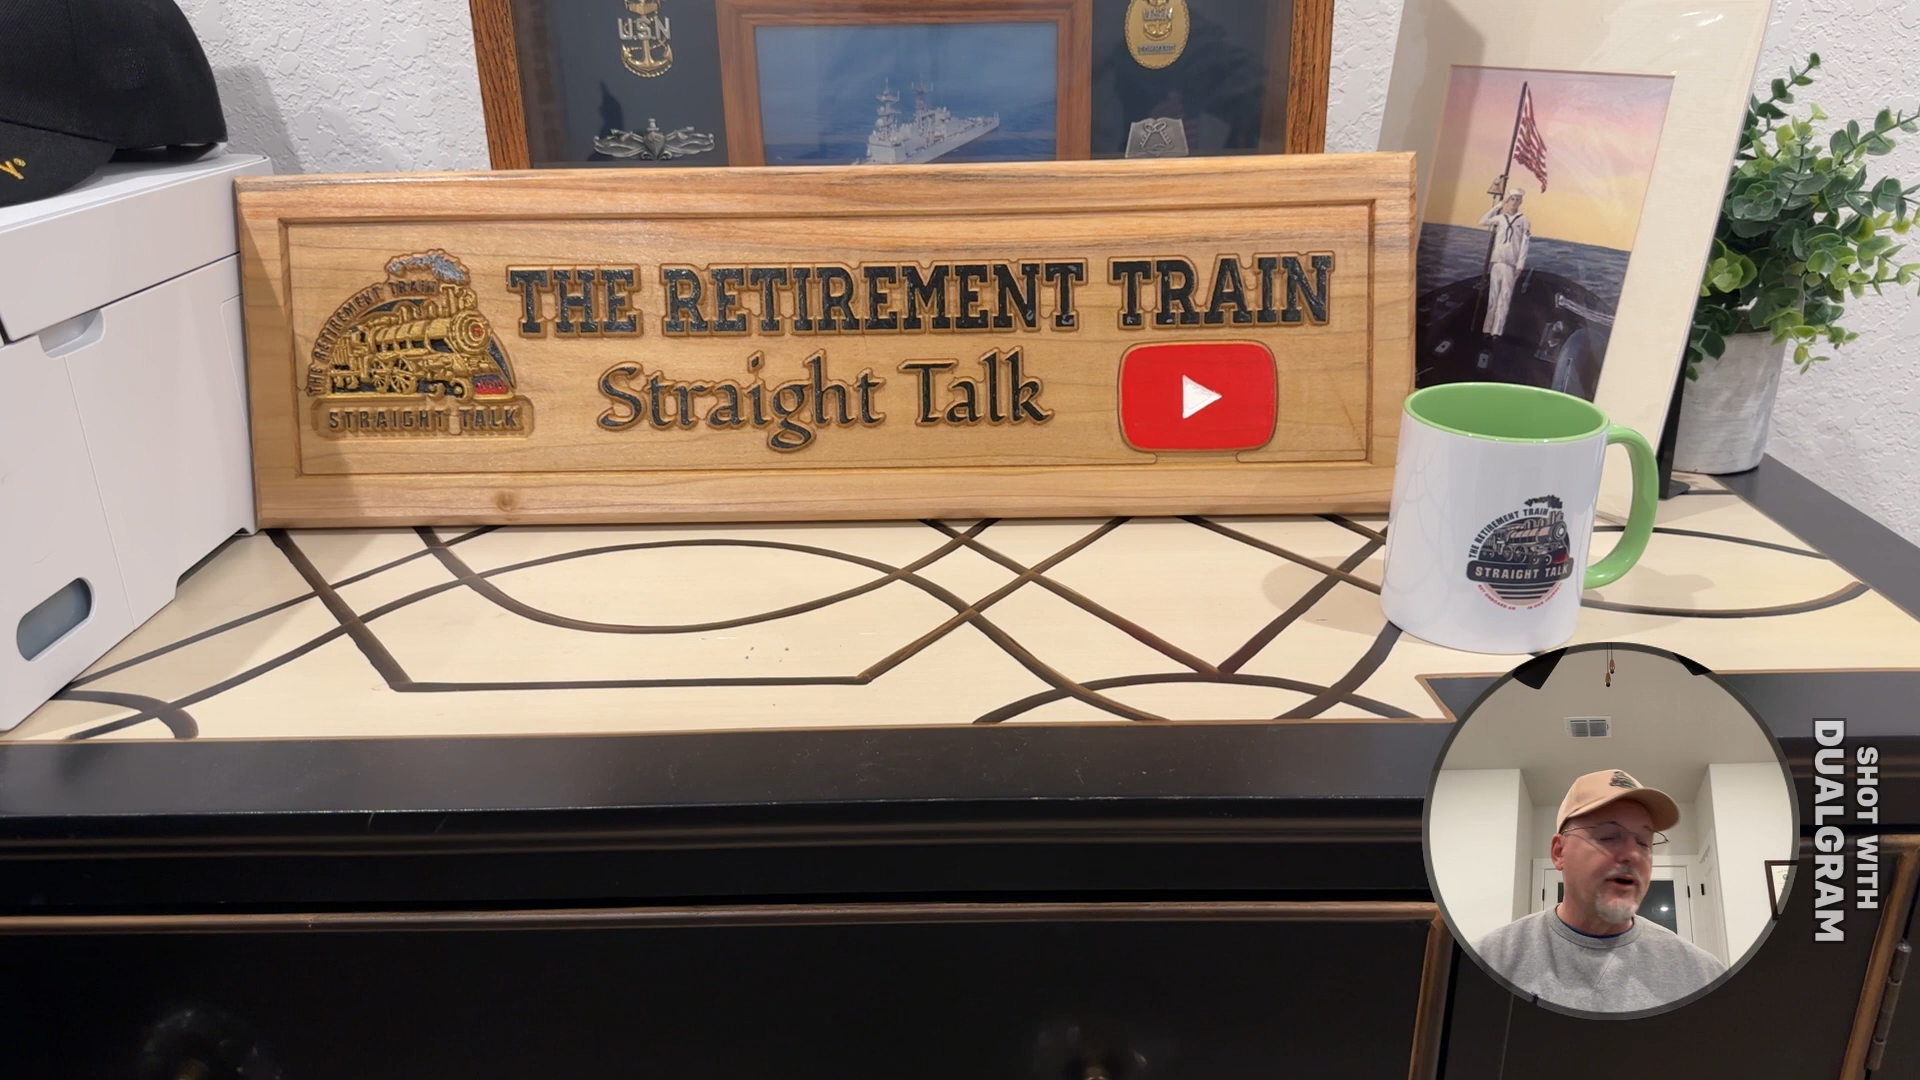 U.S.N
y®
THE RETIREMENT TRAIN
THE RETIREMENT TRAIN
STRAIGHT TALK
Straight Talk
THE RETIREMENT TRAIN
STRAIGHT TALK
SHOT WITH
DUALGRAM